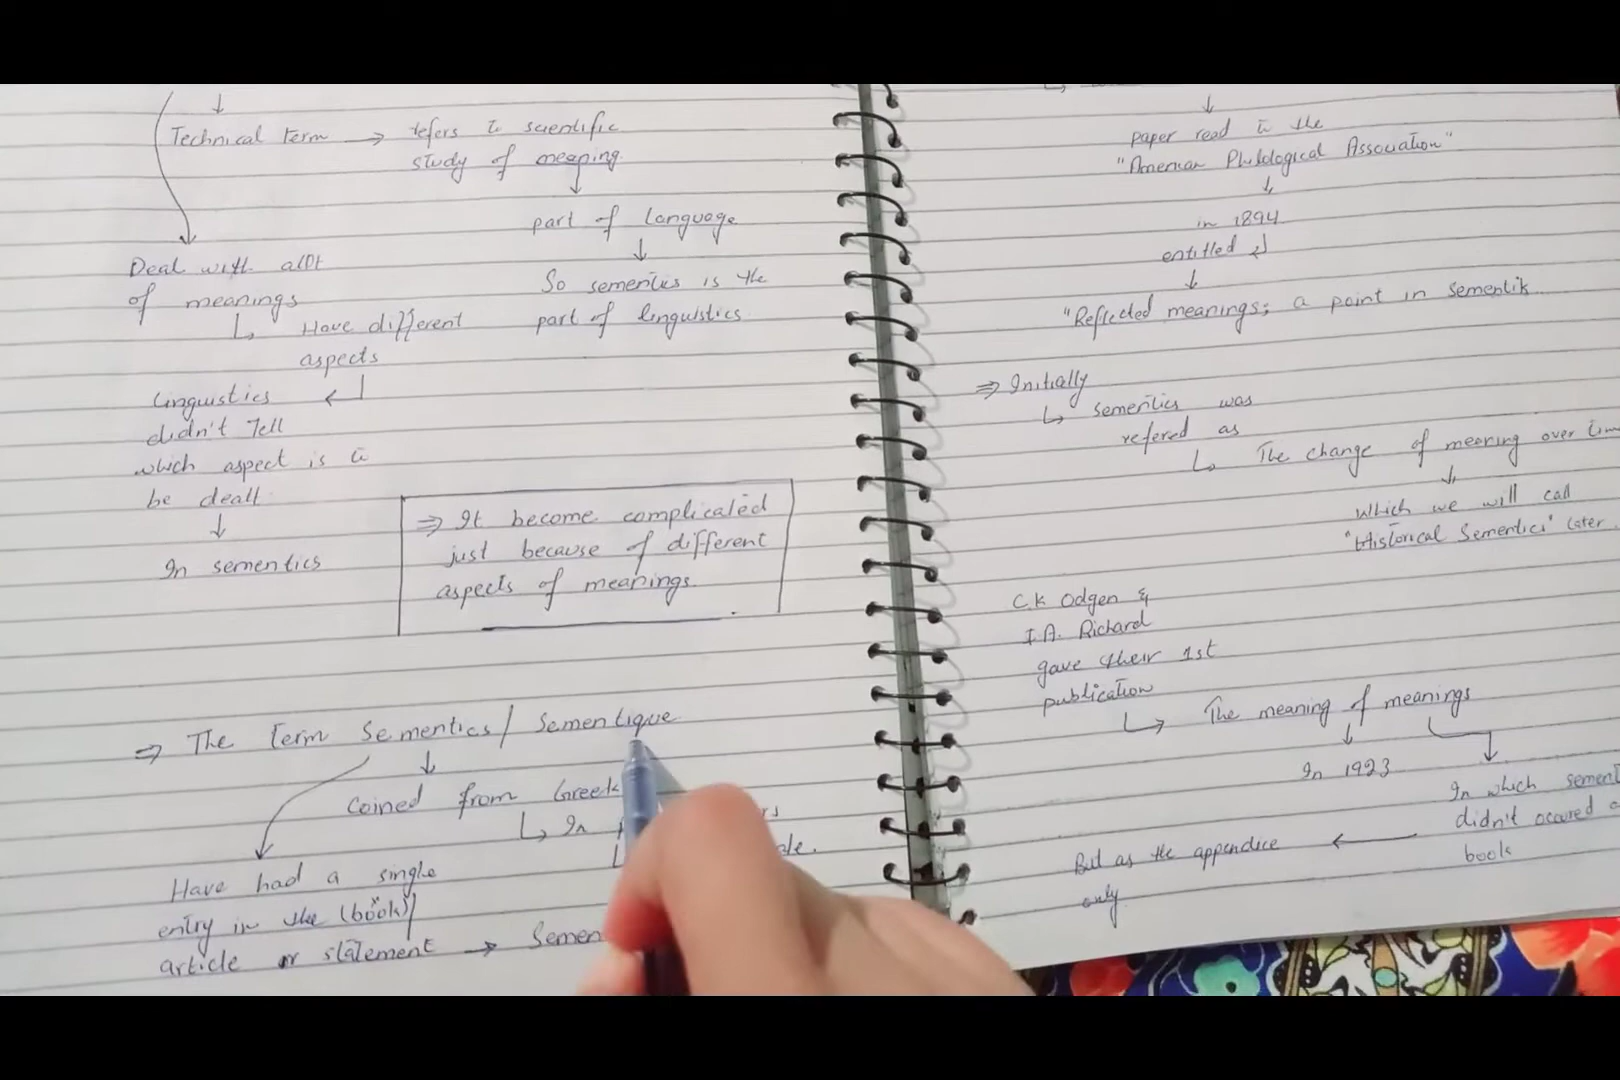 Technical term → refers to scientific
study of meaning.
part of language
Deal with all
of meanings
So sementics is the
part of linguistics
Have different
aspects
Linguistics
didn't tell
which aspect is to
be dealt.
In sementics
⇒ It become complicated
just because of different
aspects of meanings.
⇒ The term Sementics/ Sementique
Coined from Greek
In
Have had a single
entry in the (book)
article or statement → Semen
paper read to the
"American Philological Association"
in 1894
entitled
"Reflected meanings; a point in Sementik
⇒ Initially
Sementics was
refered as
The change of meaning over
Which we will call
"Historical Sementics" later
C.K Odgen &
I.A. Richard
gave their 1st
publication
The meaning of meanings
In 1923
In which sement
didn't occured
book
But as the appendice
only.